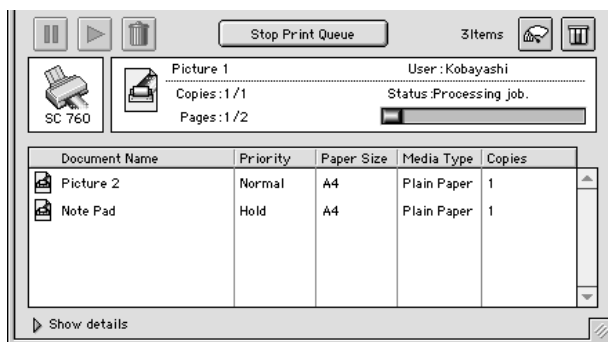 Stop Print Queue 3Items
Picture 1 User:Kobayashi
Copies:1/1 Status:Processing job.
SC 760 Pages:1/2
Document Name Priority Paper Size Media Type Copies
Picture 2 Normal A4 Plain Paper 1
Note Pad Hold A4 Plain Paper 1
Show details